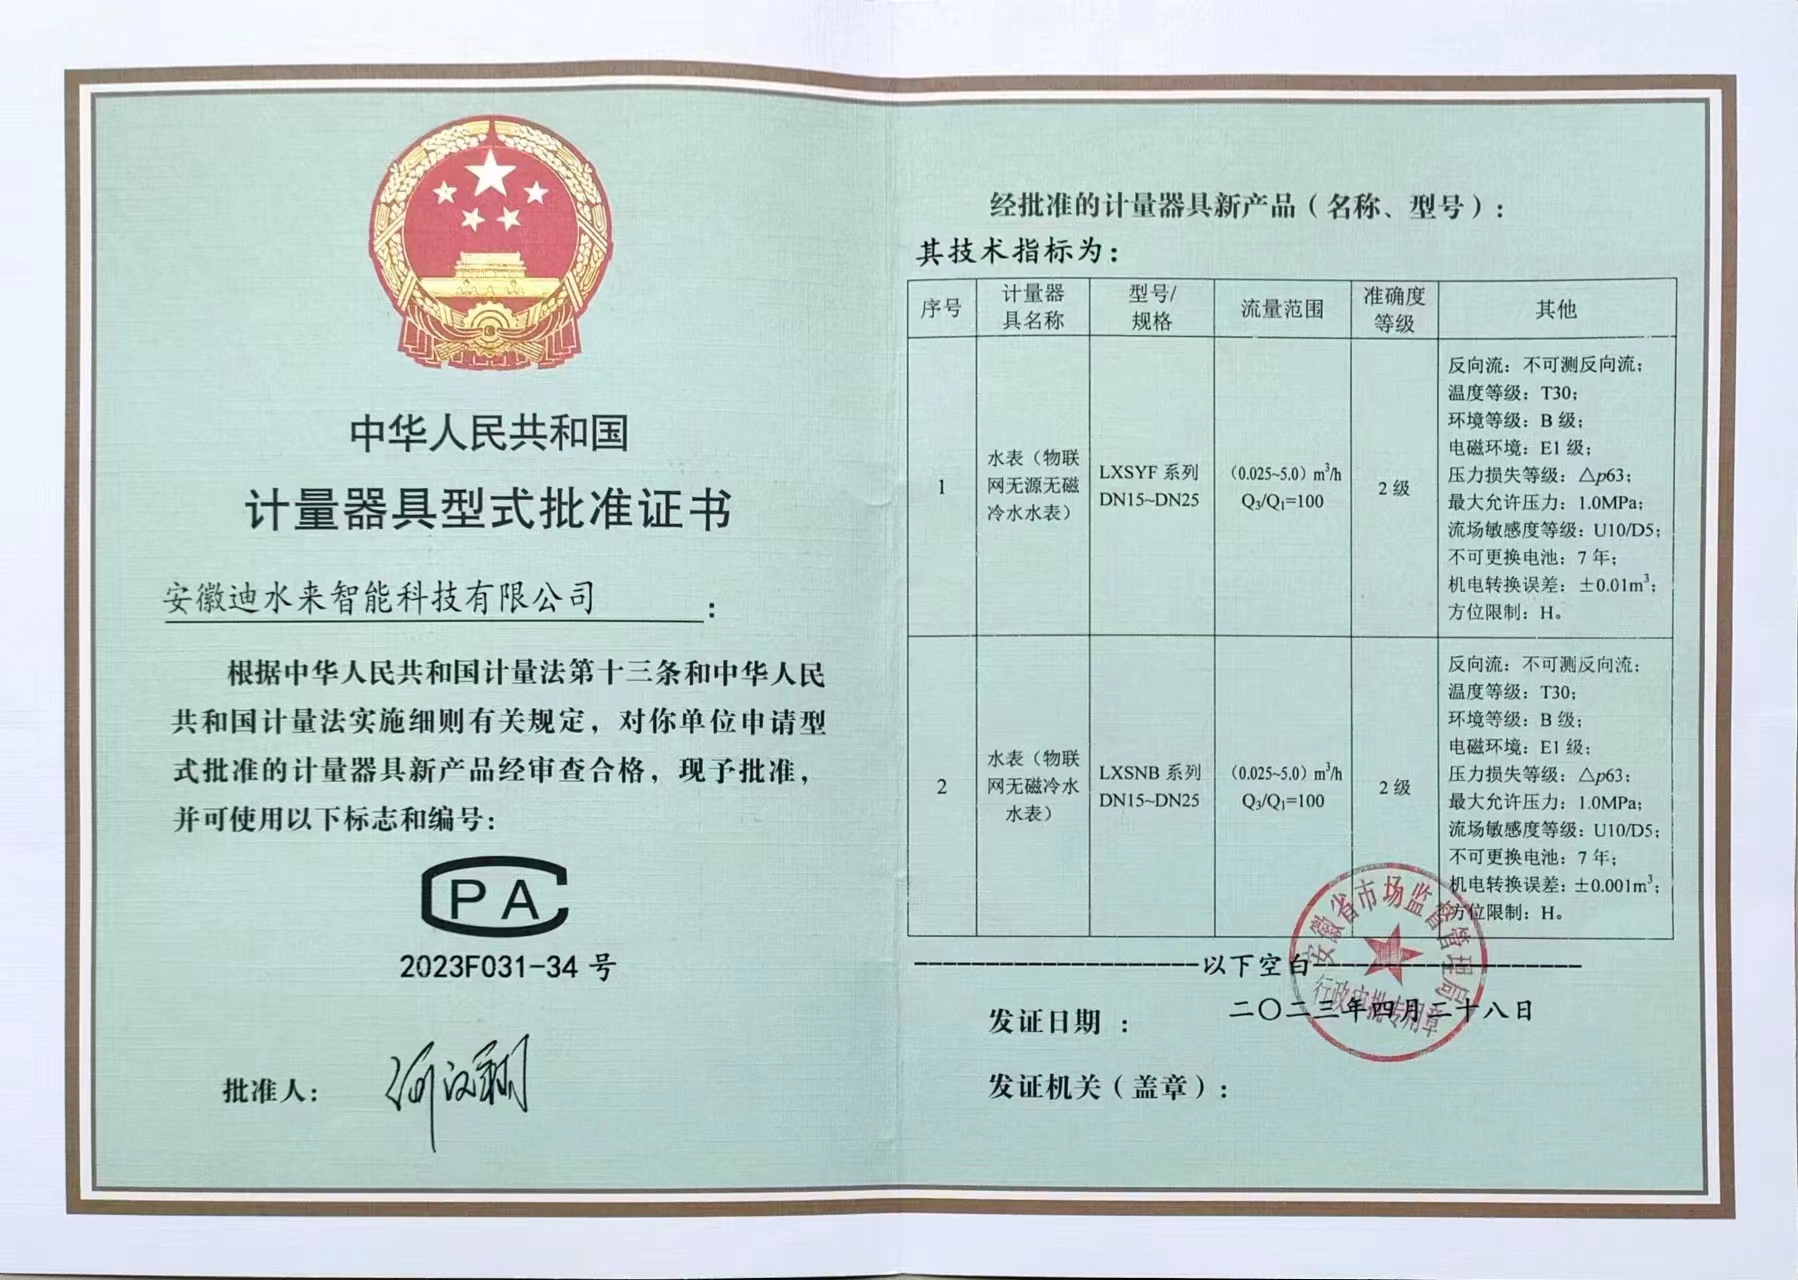 中华人民共和国
计量器具型式批准证书
安徽迪水来智能科技有限公司：
根据中华人民共和国计量法第十三条和中华人民
共和国计量法实施细则有关规定，对你单位申请型
式批准的计量器具新产品经审查合格，现予批准，
并可使用以下标志和编号：
CPA
2023F031-34 号
批准人：
经批准的计量器具新产品（名称、型号）：
其技术指标为：
序号 计量器具名称 型号/规格 流量范围 准确度等级 其他
1
水表（物联
网无源无磁
冷水水表）
LXSYF 系列
DN15~DN25
（0.025~5.0）m³/h
Q₃/Q₁=100
2 级
反向流：不可测反向流；
温度等级：T30；
环境等级：B 级；
电磁环境：E1 级；
压力损失等级：△p63；
最大允许压力：1.0MPa；
流场敏感度等级：U10/D5；
不可更换电池：7 年；
机电转换误差：±0.01m³；
方位限制：H。
2
水表（物联
网无磁冷水
水表）
LXSNB 系列
DN15~DN25
（0.025~5.0）m³/h
Q₃/Q₁=100
2 级
反向流：不可测反向流；
温度等级：T30；
环境等级：B 级；
电磁环境：E1 级；
压力损失等级：△p63；
最大允许压力：1.0MPa；
流场敏感度等级：U10/D5；
不可更换电池：7 年；
机电转换误差：±0.001m³；
方位限制：H。
以下空白
发证日期：二〇二三年四月二十八日
发证机关（盖章）：
安徽省市场监督管理局
行政审批专用章